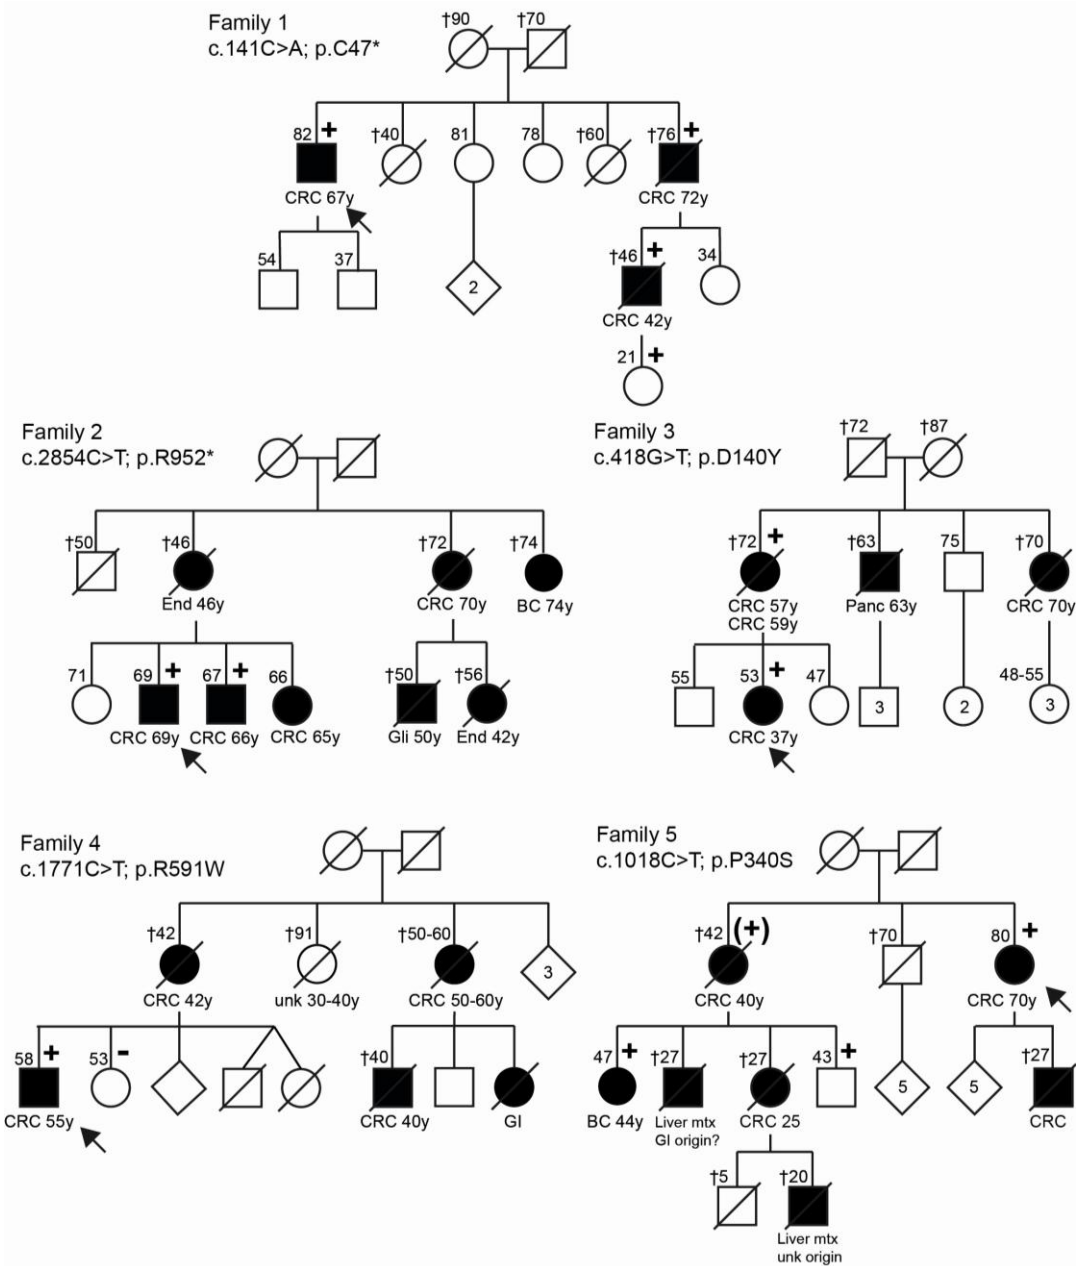 Family 1
c.141C>A; p.C47*
†90 †70
82 + †40 81 78 †60 †76 +
CRC 67y CRC 72y
54 37 †46 + 34
2
CRC 42y
21 +
Family 2
c.2854C>T; p.R952*
†50 †46 †72 †74
End 46y CRC 70y BC 74y
71 69 + 67 + 66 †50 †56
CRC 69y CRC 66y CRC 65y Gli 50y End 42y
Family 3
c.418G>T; p.D140Y
†72 †87
†72 + †63 75 †70
CRC 57y Panc 63y CRC 70y
CRC 59y
55 53 + 47 48-55
3 2 3
CRC 37y
Family 4
c.1771C>T; p.R591W
†42 †91 †50-60
3
CRC 42y unk 30-40y CRC 50-60y
58 + 53 - †40
CRC 55y CRC 40y GI
Family 5
c.1018C>T; p.P340S
†42 (+) †70 80 +
CRC 40y CRC 70y
47 + †27 †27 43 + †27
5 5
BC 44y Liver mtx CRC 25 CRC
GI origin?
†5 †20
Liver mtx
unk origin